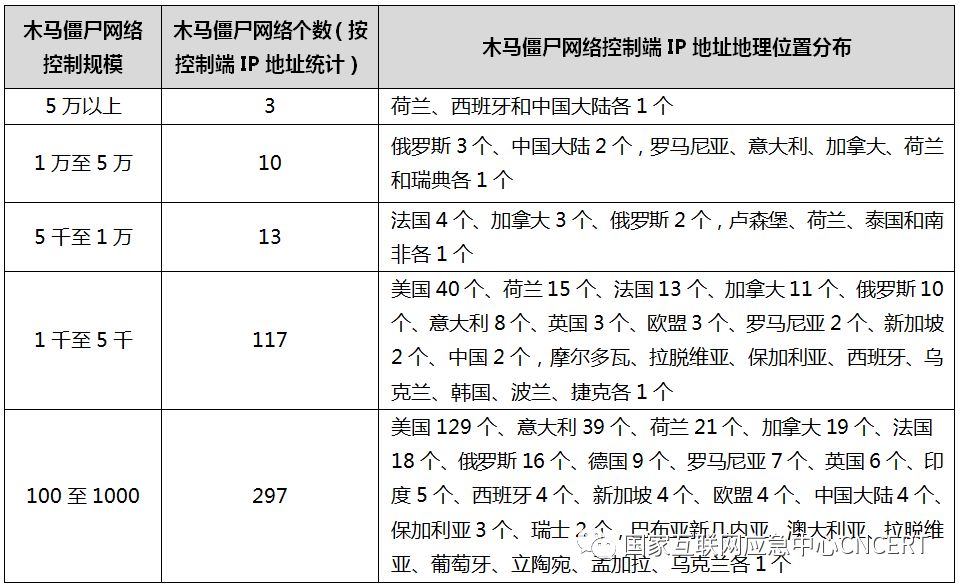 木马僵尸网络
控制规模
木马僵尸网络个数（按
控制端 IP 地址统计）
木马僵尸网络控制端 IP 地址地理位置分布
5 万以上
3
荷兰、西班牙和中国大陆各 1 个
1 万至 5 万
10
俄罗斯 3 个、中国大陆 2 个，罗马尼亚、意大利、加拿大、荷兰
和瑞典各 1 个
5 千至 1 万
13
法国 4 个、加拿大 3 个、俄罗斯 2 个，卢森堡、荷兰、泰国和南
非各 1 个
1 千至 5 千
117
美国 40 个、荷兰 15 个、法国 13 个、加拿大 11 个、俄罗斯 10
个、意大利 8 个、英国 3 个、欧盟 3 个、罗马尼亚 2 个、新加坡
2 个、中国 2 个，摩尔多瓦、拉脱维亚、保加利亚、西班牙、乌
克兰、韩国、波兰、捷克各 1 个
100 至 1000
297
美国 129 个、意大利 39 个、荷兰 21 个、加拿大 19 个、法国
18 个、俄罗斯 16 个、德国 9 个、罗马尼亚 7 个、英国 6 个、印
度 5 个、西班牙 4 个、新加坡 4 个、欧盟 4 个、中国大陆 4 个、
保加利亚 3 个、瑞士 2 个，巴布亚新几内亚、澳大利亚、拉脱维
亚、葡萄牙、立陶宛、孟加拉、乌克兰各 1 个
国家互联网应急中心CNCERT